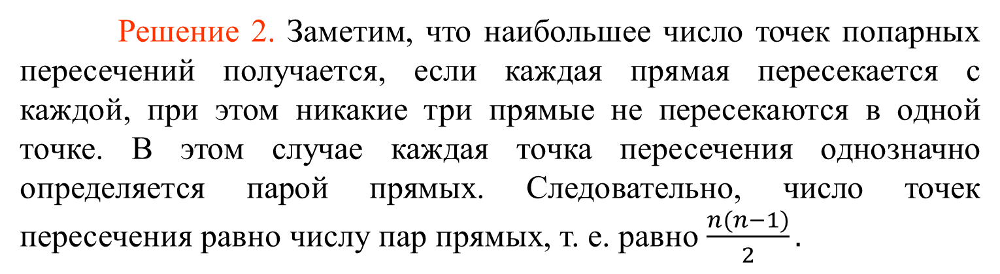 Решение 2. Заметим, что наибольшее число точек попарных
пересечений получается, если каждая прямая пересекается с
каждой, при этом никакие три прямые не пересекаются в одной
точке. В этом случае каждая точка пересечения однозначно
определяется парой прямых. Следовательно, число точек
пересечения равно числу пар прямых, т. е. равно n(n−1)/2 .